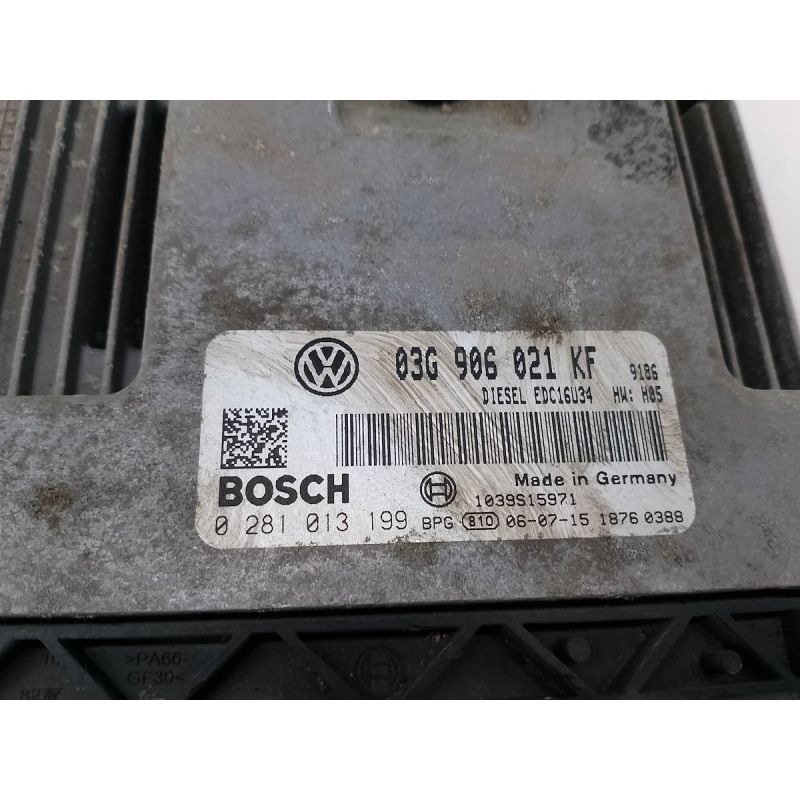 03G 906 021 KF 9186
DIESEL EDC16U34 HW: H05
Made in Germany
BOSCH 1039S15971
0 281 013 199 BPG 810 06-07-15 1876 0388
>PA66-
GF30<